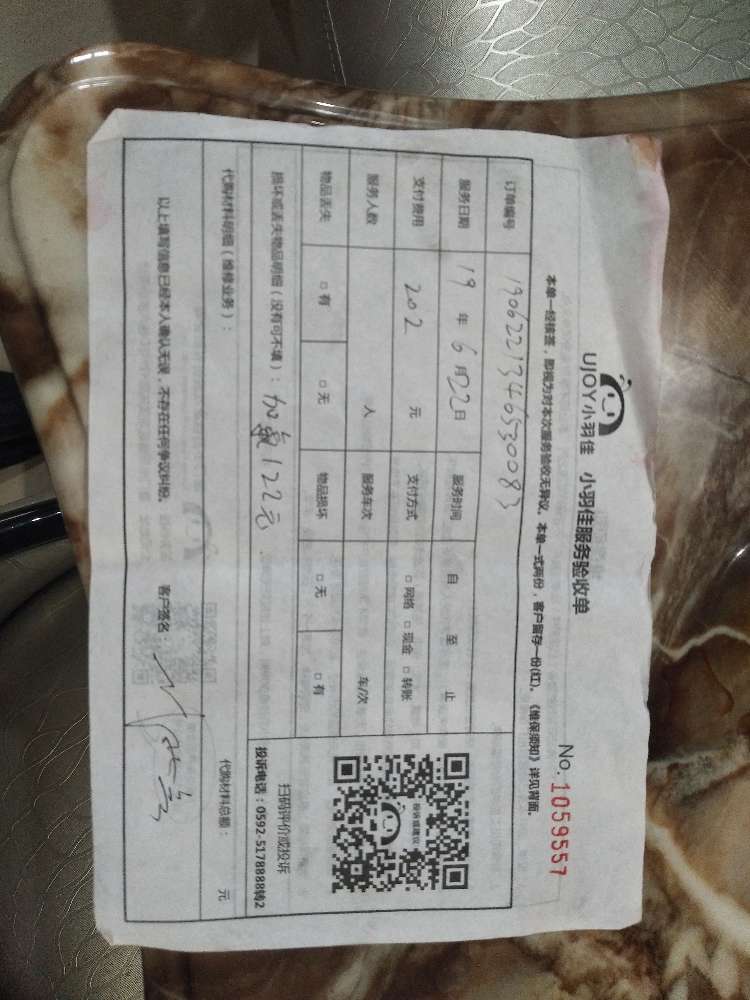 UJOY小羽佳 小羽佳服务验收单
No. 1059557
本单一经核签，即视为对本次服务验收无异议。本单一式两份，客户留存一份(红)。《维保须知》详见背面。
订单编号 1906221346530083
服务日期 19 年 6 月 22 日 服务时间 自 至 止
支付费用 202 元 支付方式 □ 网络 □ 现金 □ 转账
服务人数 人 服务车次 车/次
物品丢失 □ 有 □ 无 物品损坏 □ 无 □ 有
投诉或建议
扫码评价或投诉
投诉电话：0592-5178888转2
损坏或丢失物品明细（没有可不填）：加氟122元
代购材料明细（维修业务）： 代购材料总额： 元
以上填写信息已经本人确认无误，不存在任何争议纠纷。 客户签名：